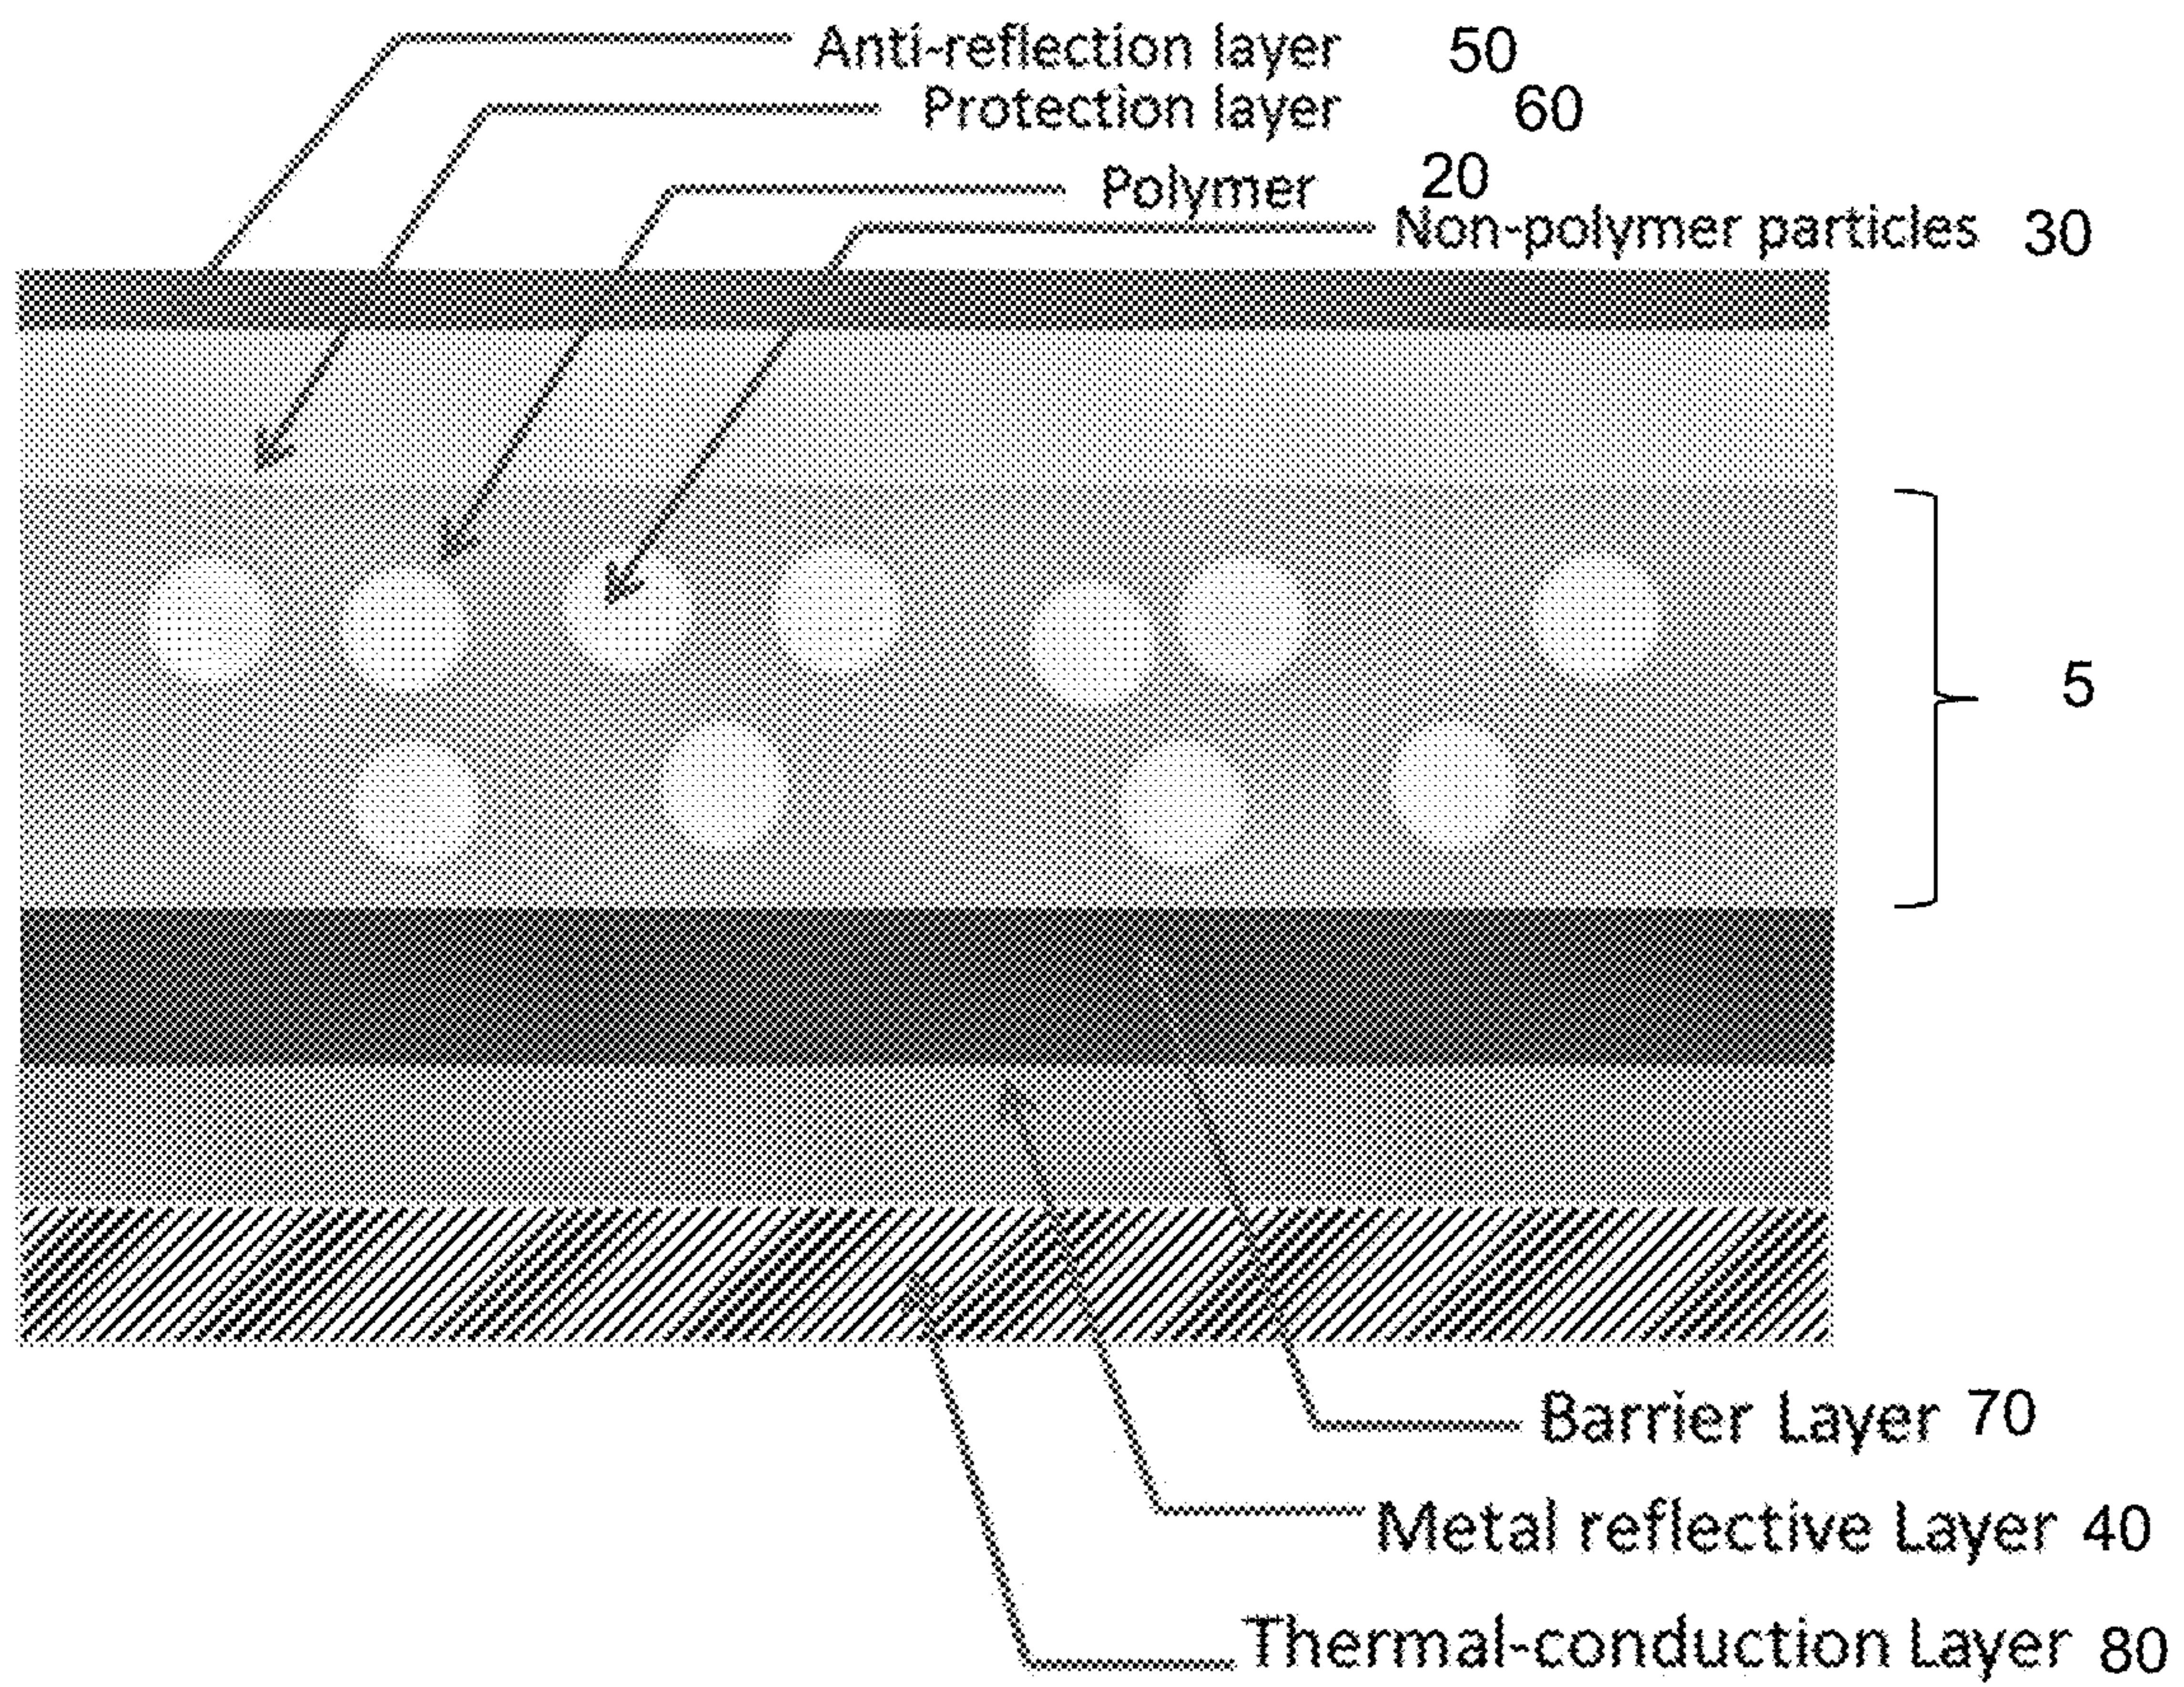 Anti-reflection layer 50
Protection layer 60
Polymer 20
Non-polymer particles 30
5
Barrier Layer 70
Metal reflective Layer 40
Thermal-conduction Layer 80